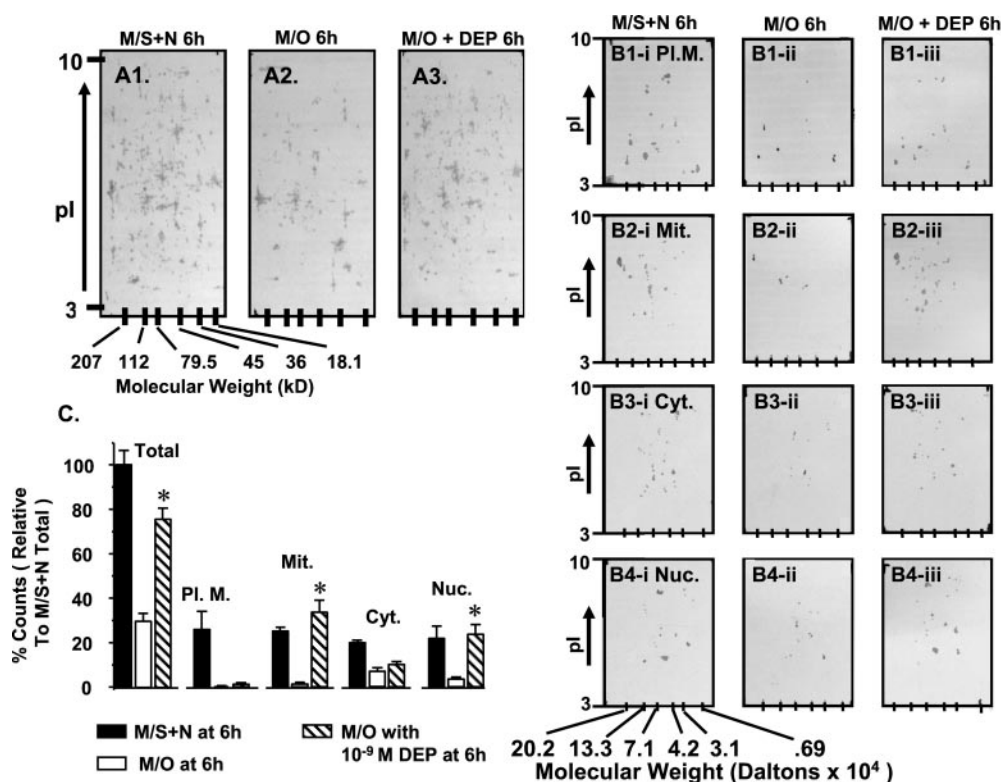 M/S+N 6h M/O 6h M/O + DEP 6h
A1. A2. A3.
10
pI
3
207 112 79.5 45 36 18.1
Molecular Weight (kD)
M/S+N 6h M/O 6h M/O + DEP 6h
10
B1-i Pl.M. B1-ii B1-iii
pI
3
10
B2-i Mit. B2-ii B2-iii
pI
3
10
B3-i Cyt. B3-ii B3-iii
pI
3
10
B4-i Nuc. B4-ii B4-iii
pI
3
20.2 13.3 7.1 4.2 3.1 .69
Molecular Weight (Daltons x 10⁴ )
C.
% Counts ( Relative
To M/S+N Total )
100
80
60
40
20
0
Total
*
Pl. M.
Mit.
*
Cyt.
Nuc.
*
M/S+N at 6h
M/O at 6h
M/O with
10⁻⁹ M DEP at 6h